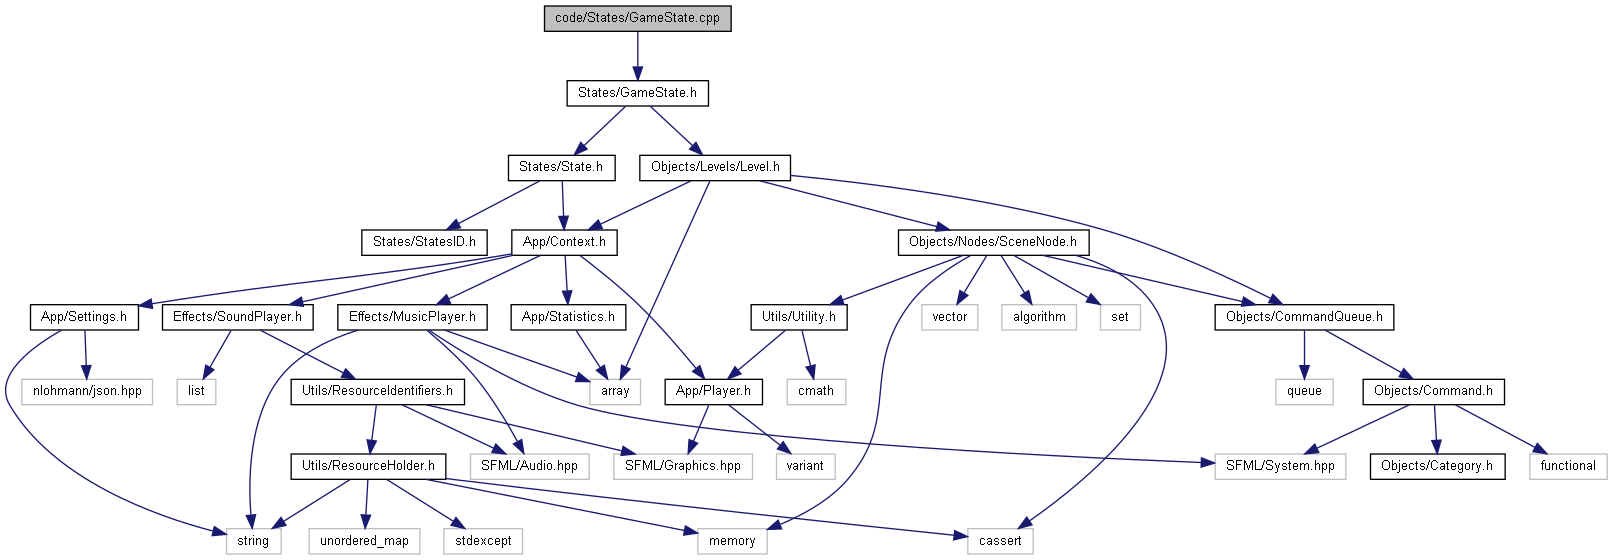 code/States/GameState.cpp
States/GameState.h
States/State.h
Objects/Levels/Level.h
States/StatesID.h
App/Context.h
Objects/Nodes/SceneNode.h
App/Settings.h
Effects/SoundPlayer.h
Effects/MusicPlayer.h
App/Statistics.h
Utils/Utility.h
vector
algorithm
set
Objects/CommandQueue.h
nlohmann/json.hpp
list
Utils/ResourceIdentifiers.h
array
App/Player.h
cmath
queue
Objects/Command.h
Utils/ResourceHolder.h
SFML/Audio.hpp
SFML/Graphics.hpp
variant
SFML/System.hpp
Objects/Category.h
functional
string
unordered_map
stdexcept
memory
cassert